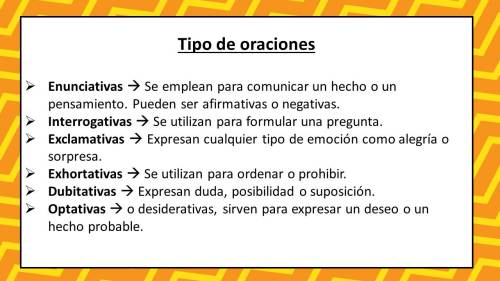 Tipo de oraciones
➢ Enunciativas → Se emplean para comunicar un hecho o un
pensamiento. Pueden ser afirmativas o negativas.
➢ Interrogativas → Se utilizan para formular una pregunta.
➢ Exclamativas → Expresan cualquier tipo de emoción como alegría o
sorpresa.
➢ Exhortativas → Se utilizan para ordenar o prohibir.
➢ Dubitativas → Expresan duda, posibilidad o suposición.
➢ Optativas → o desiderativas, sirven para expresar un deseo o un
hecho probable.